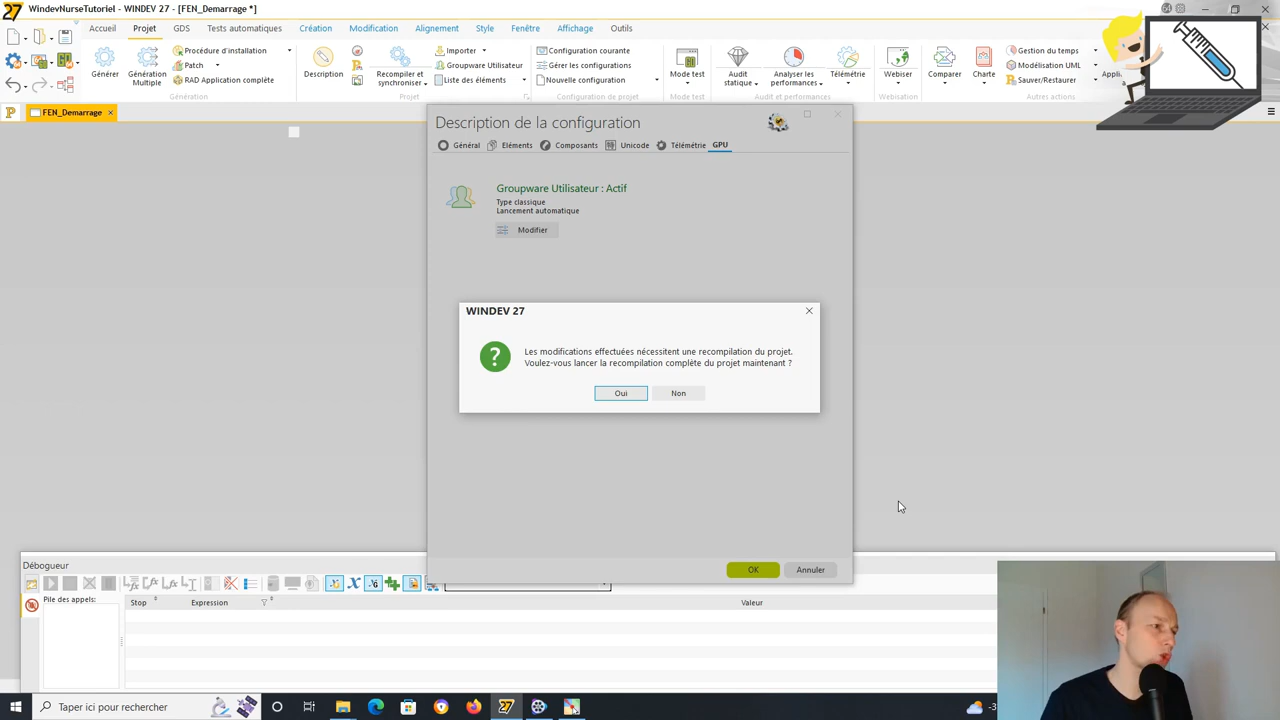 WindevNurseTutoriel - WINDEV 27 - [FEN_Demarrage *]
Accueil Projet GDS Tests automatiques Création Modification Alignement Style Fenêtre Affichage Outils
Générer
Génération Multiple
Procédure d'installation
Patch
RAD Application complète
Génération
Description
Recompiler et synchroniser
Importer
Groupware Utilisateur
Liste des éléments
Projet
Configuration courante
Gérer les configurations
Nouvelle configuration
Configuration de projet
Mode test
Mode test
Audit statique
Analyser les performances
Télémétrie
Audit et performances
Webiser
Webisation
Comparer
Charte
Gestion du temps
Modélisation UML
Sauver/Restaurer
Autres actions
FEN_Demarrage
Description de la configuration
Général Eléments Composants Unicode Télémétrie GPU
Groupware Utilisateur : Actif
Type classique
Lancement automatique
Modifier
WINDEV 27
Les modifications effectuées nécessitent une recompilation du projet.
Voulez-vous lancer la recompilation complète du projet maintenant ?
Oui Non
OK Annuler
Débogueur
Pile des appels:
Stop Expression Valeur
Taper ici pour rechercher